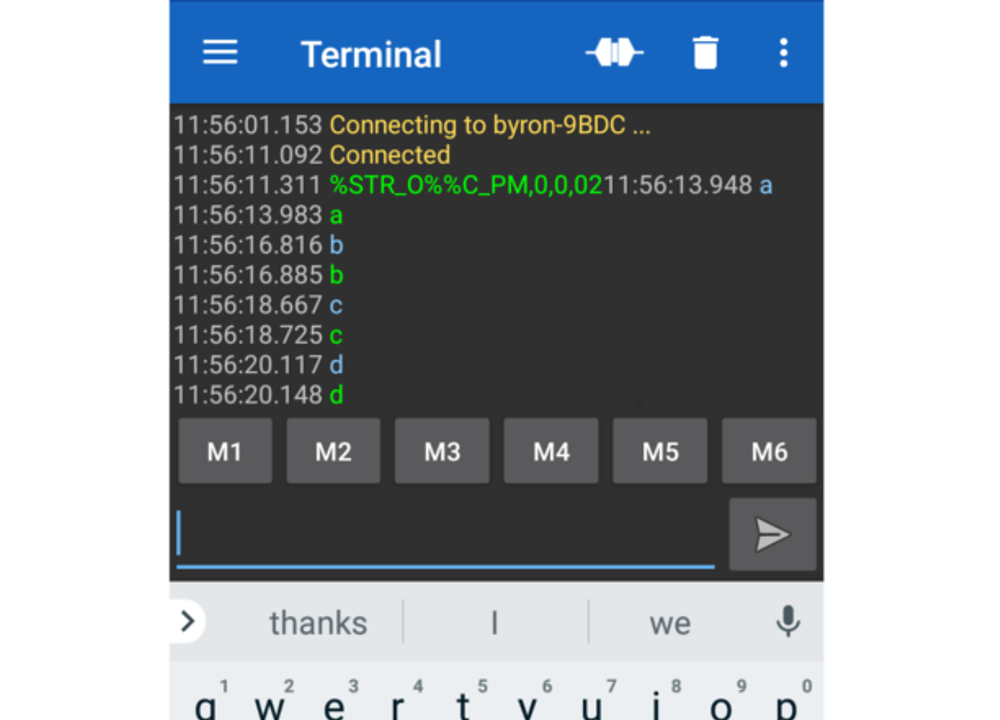 Terminal
11:56:01.153 Connecting to byron-9BDC ...
11:56:11.092 Connected
11:56:11.311 %STR_O%%C_PM,0,0,0211:56:13.948 a
11:56:13.983 a
11:56:16.816 b
11:56:16.885 b
11:56:18.667 c
11:56:18.725 c
11:56:20.117 d
11:56:20.148 d
M1 M2 M3 M4 M5 M6
thanks I we
1 2 3 4 5 6 7 8 9 0
q w e r t y u i o p